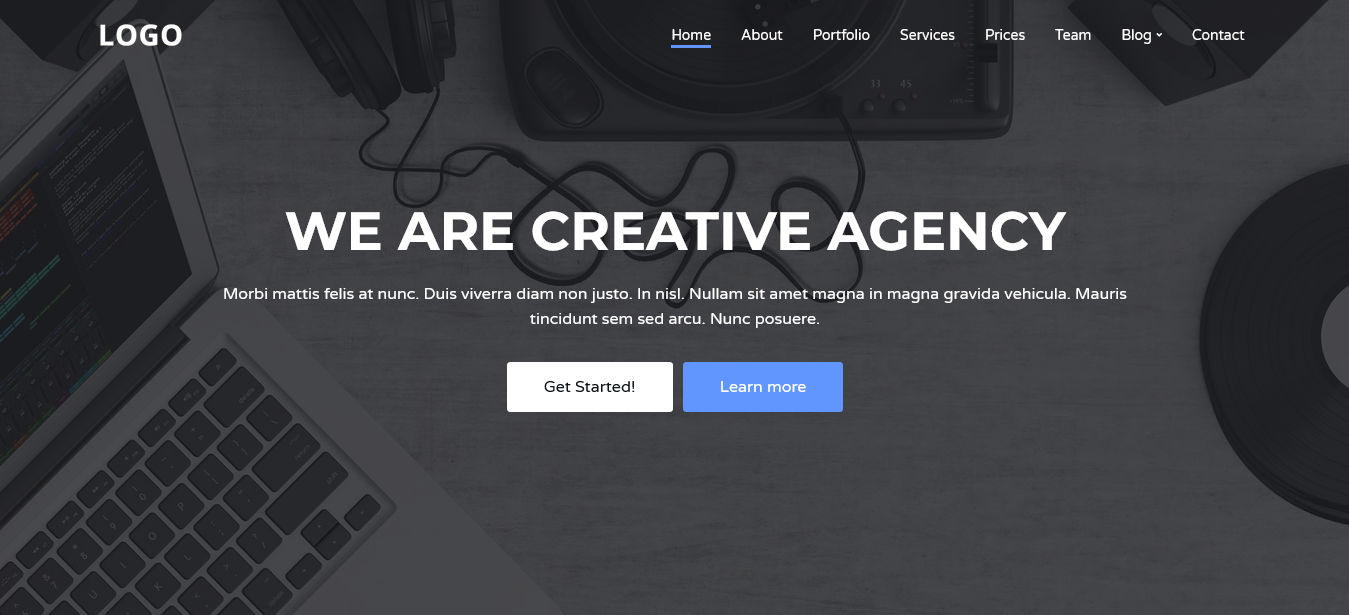 LOGO
Home About Portfolio Services Prices Team Blog Contact
33 45
WE ARE CREATIVE AGENCY
Morbi mattis felis at nunc. Duis viverra diam non justo. In nisl. Nullam sit amet magna in magna gravida vehicula. Mauris
tincidunt sem sed arcu. Nunc posuere.
Get Started! Learn more